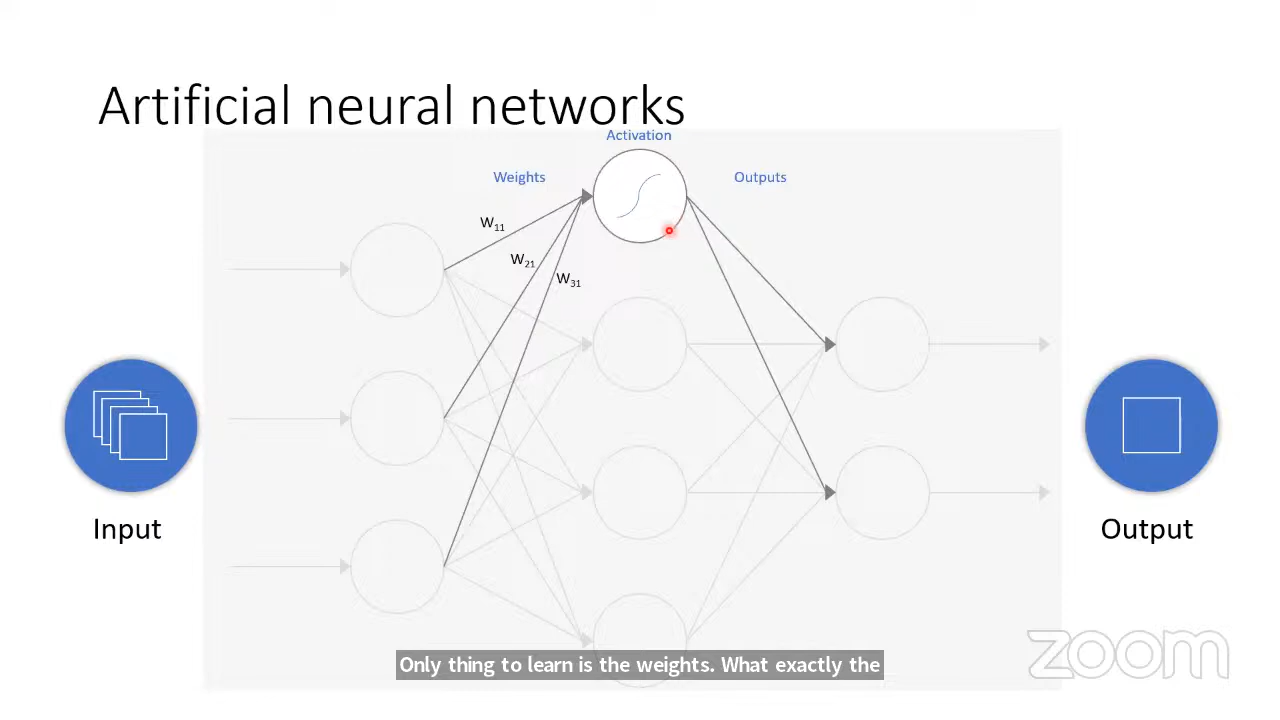 Artificial neural networks
Activation
Weights
Outputs
W11
W21
W31
Input
Output
Only thing to learn is the weights. What exactly the
zoom